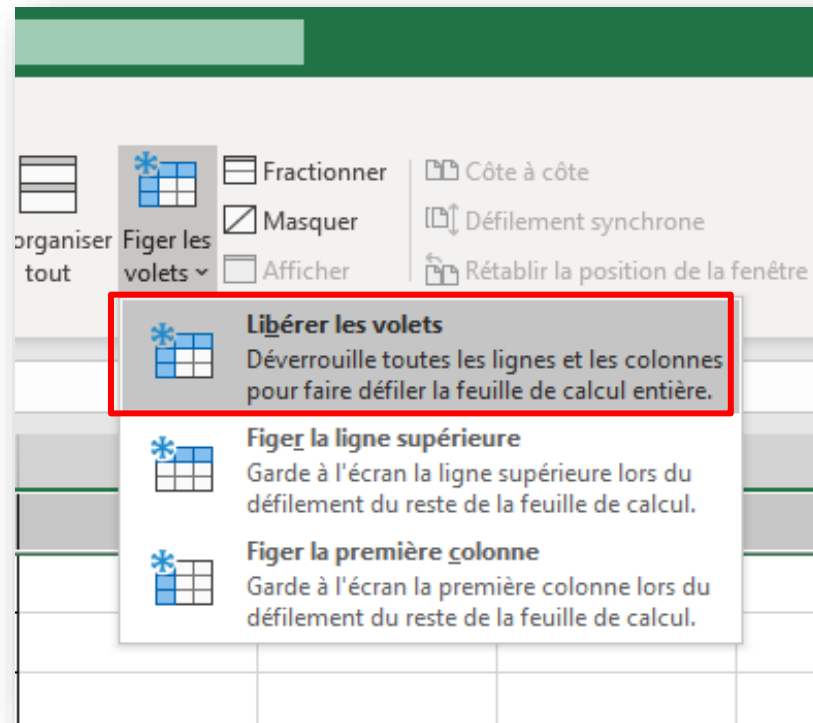 Fractionner
Masquer
Afficher
Côte à côte
Défilement synchrone
Rétablir la position de la fenêtre
organiser
tout
Figer les
volets
Libérer les volets
Déverrouille toutes les lignes et les colonnes
pour faire défiler la feuille de calcul entière.
Figer la ligne supérieure
Garde à l'écran la ligne supérieure lors du
défilement du reste de la feuille de calcul.
Figer la première colonne
Garde à l'écran la première colonne lors du
défilement du reste de la feuille de calcul.